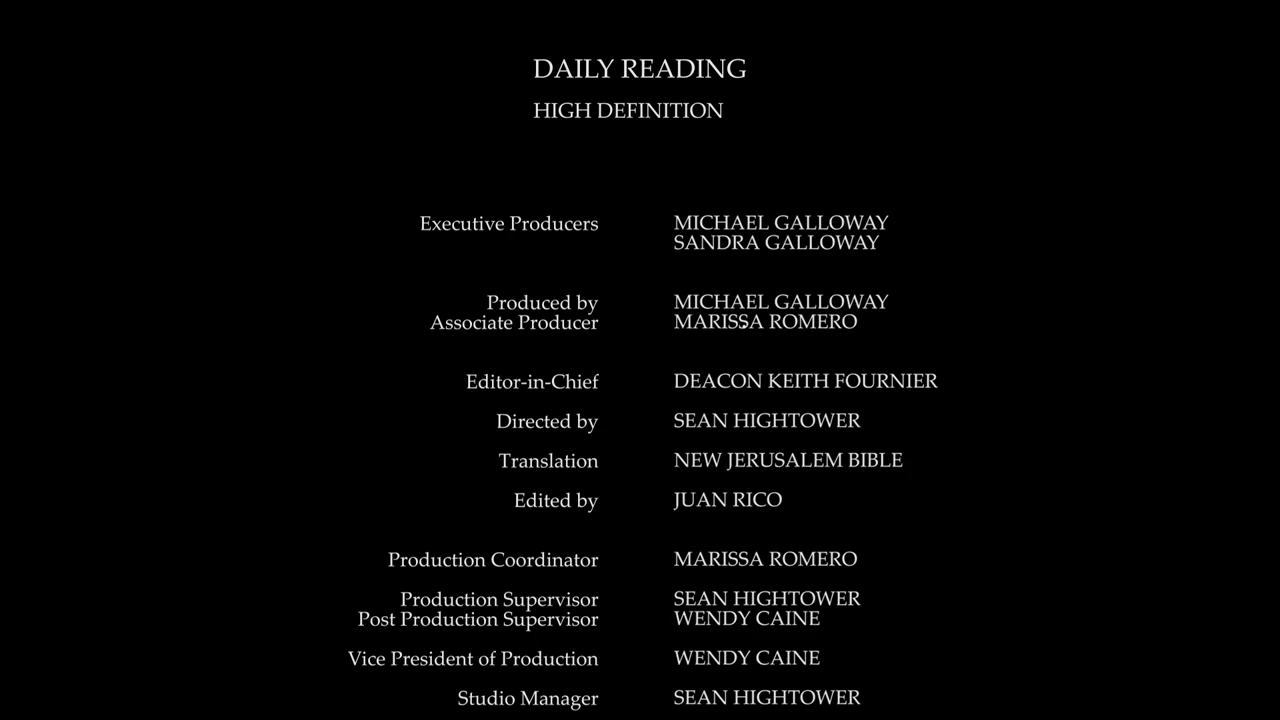 DAILY READING
HIGH DEFINITION
Executive Producers MICHAEL GALLOWAY
SANDRA GALLOWAY
Produced by MICHAEL GALLOWAY
Associate Producer MARISSA ROMERO
Editor-in-Chief DEACON KEITH FOURNIER
Directed by SEAN HIGHTOWER
Translation NEW JERUSALEM BIBLE
Edited by JUAN RICO
Production Coordinator MARISSA ROMERO
Production Supervisor SEAN HIGHTOWER
Post Production Supervisor WENDY CAINE
Vice President of Production WENDY CAINE
Studio Manager SEAN HIGHTOWER